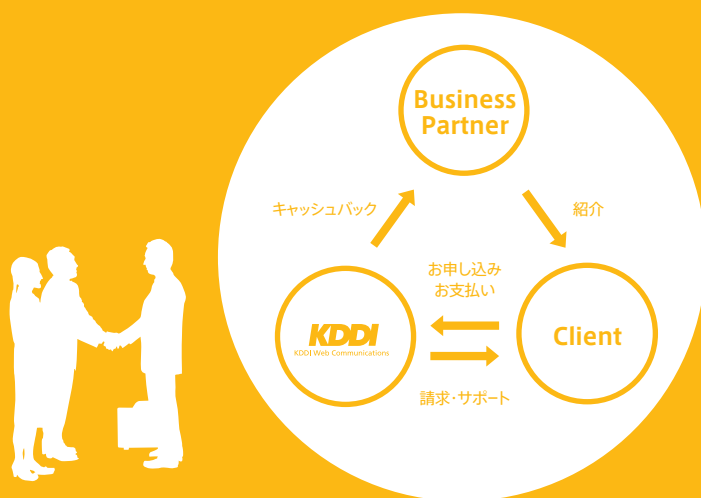 Business
Partner
キャッシュバック
紹介
お申し込み
お支払い
KDDI
KDDI Web Communications
Client
請求・サポート